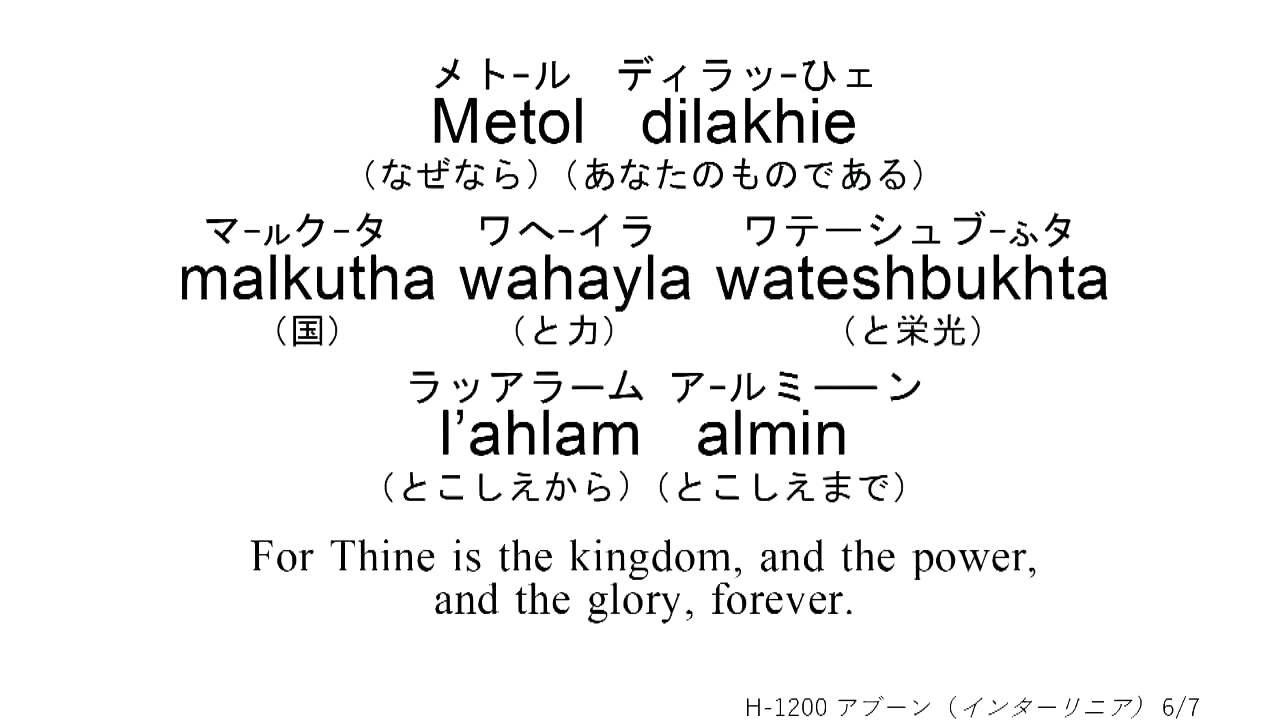 メト-ル ディラッ-ひェ
Metol dilakhie
(なぜなら)(あなたのものである)
マ-ルク-タ ワヘ-イラ ワテーシュブ-ふタ
malkutha wahayla wateshbukhta
(国) (と力) (と栄光)
ラッアラーム ア-ルミ――ン
l’ahlam almin
(とこしえから)(とこしえまで)
For Thine is the kingdom, and the power,
and the glory, forever.
H-1200 アブーン(インターリニア) 6/7